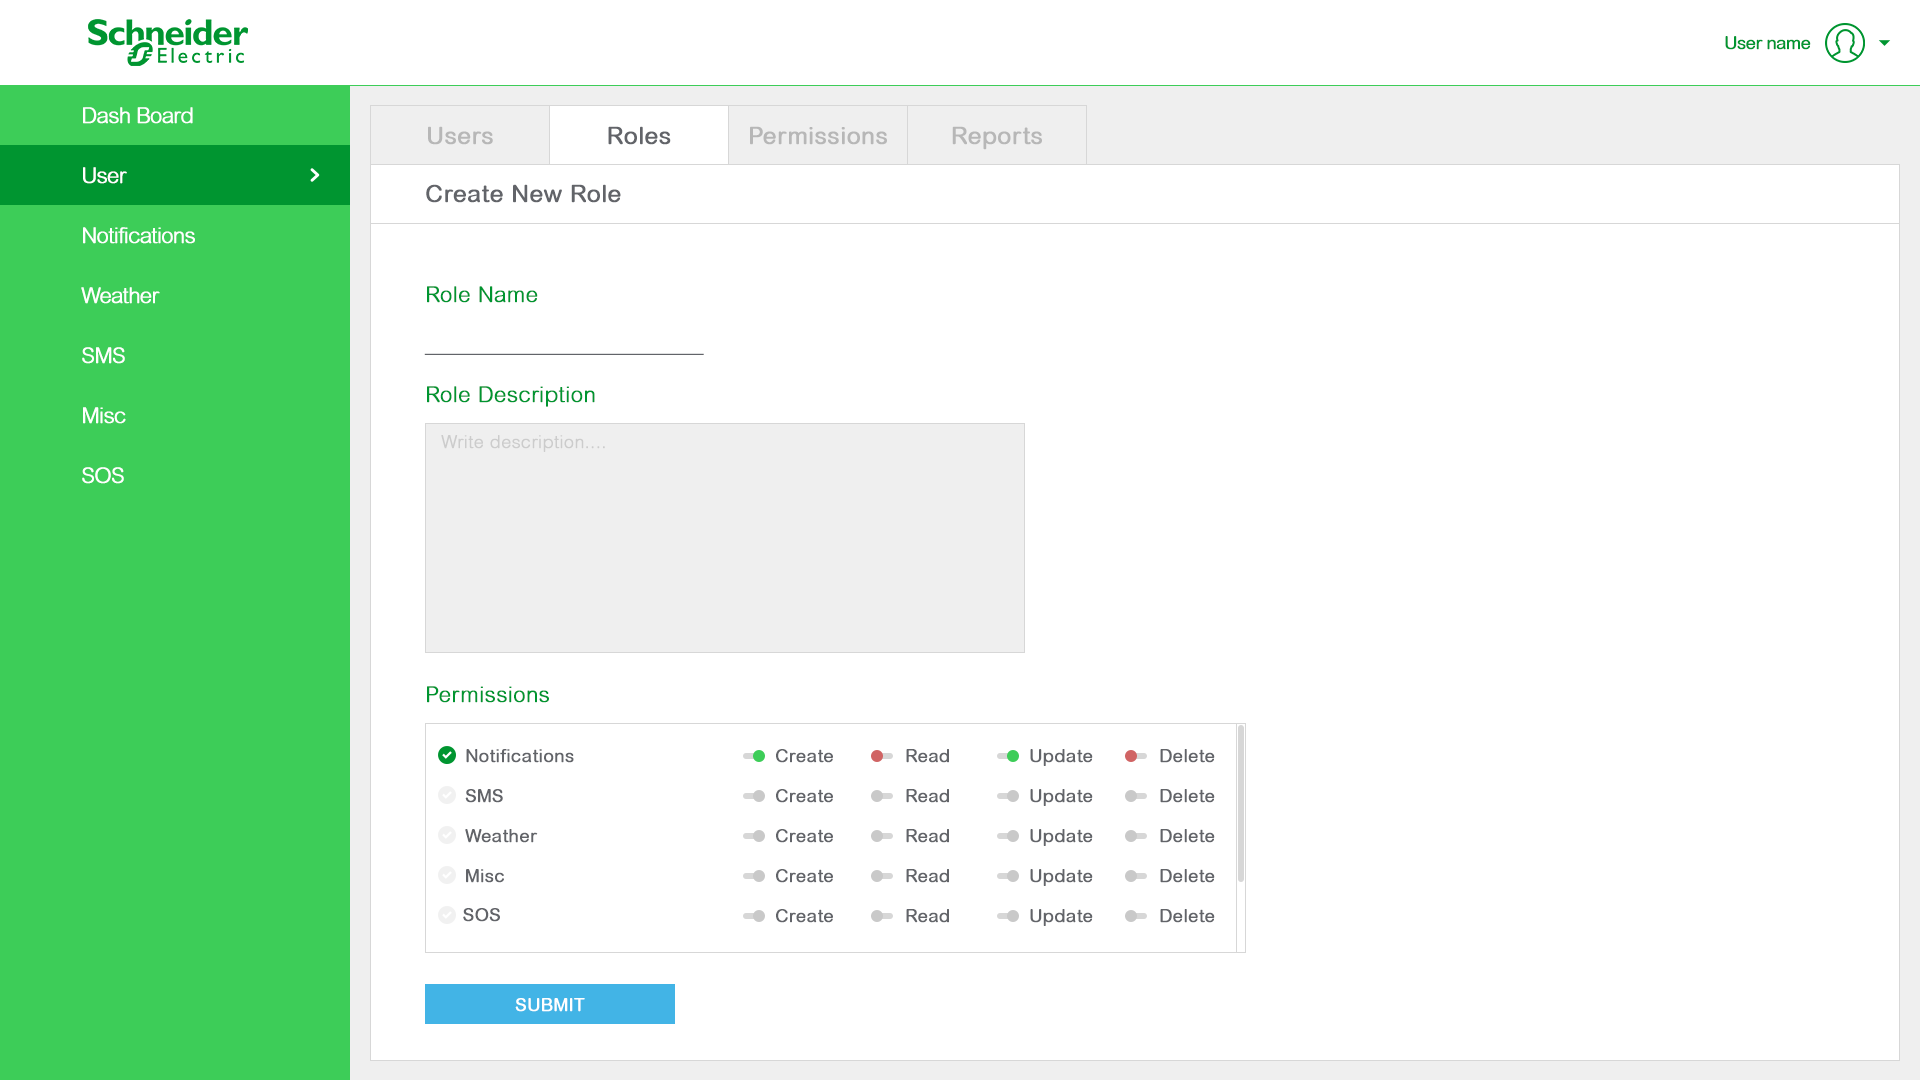 Schneider
Electric
User name
Dash Board
User
Notifications
Weather
SMS
Misc
SOS
Users Roles Permissions Reports
Create New Role
Role Name
Role Description
Write description....
Permissions
Notifications Create Read Update Delete
SMS Create Read Update Delete
Weather Create Read Update Delete
Misc Create Read Update Delete
SOS Create Read Update Delete
SUBMIT